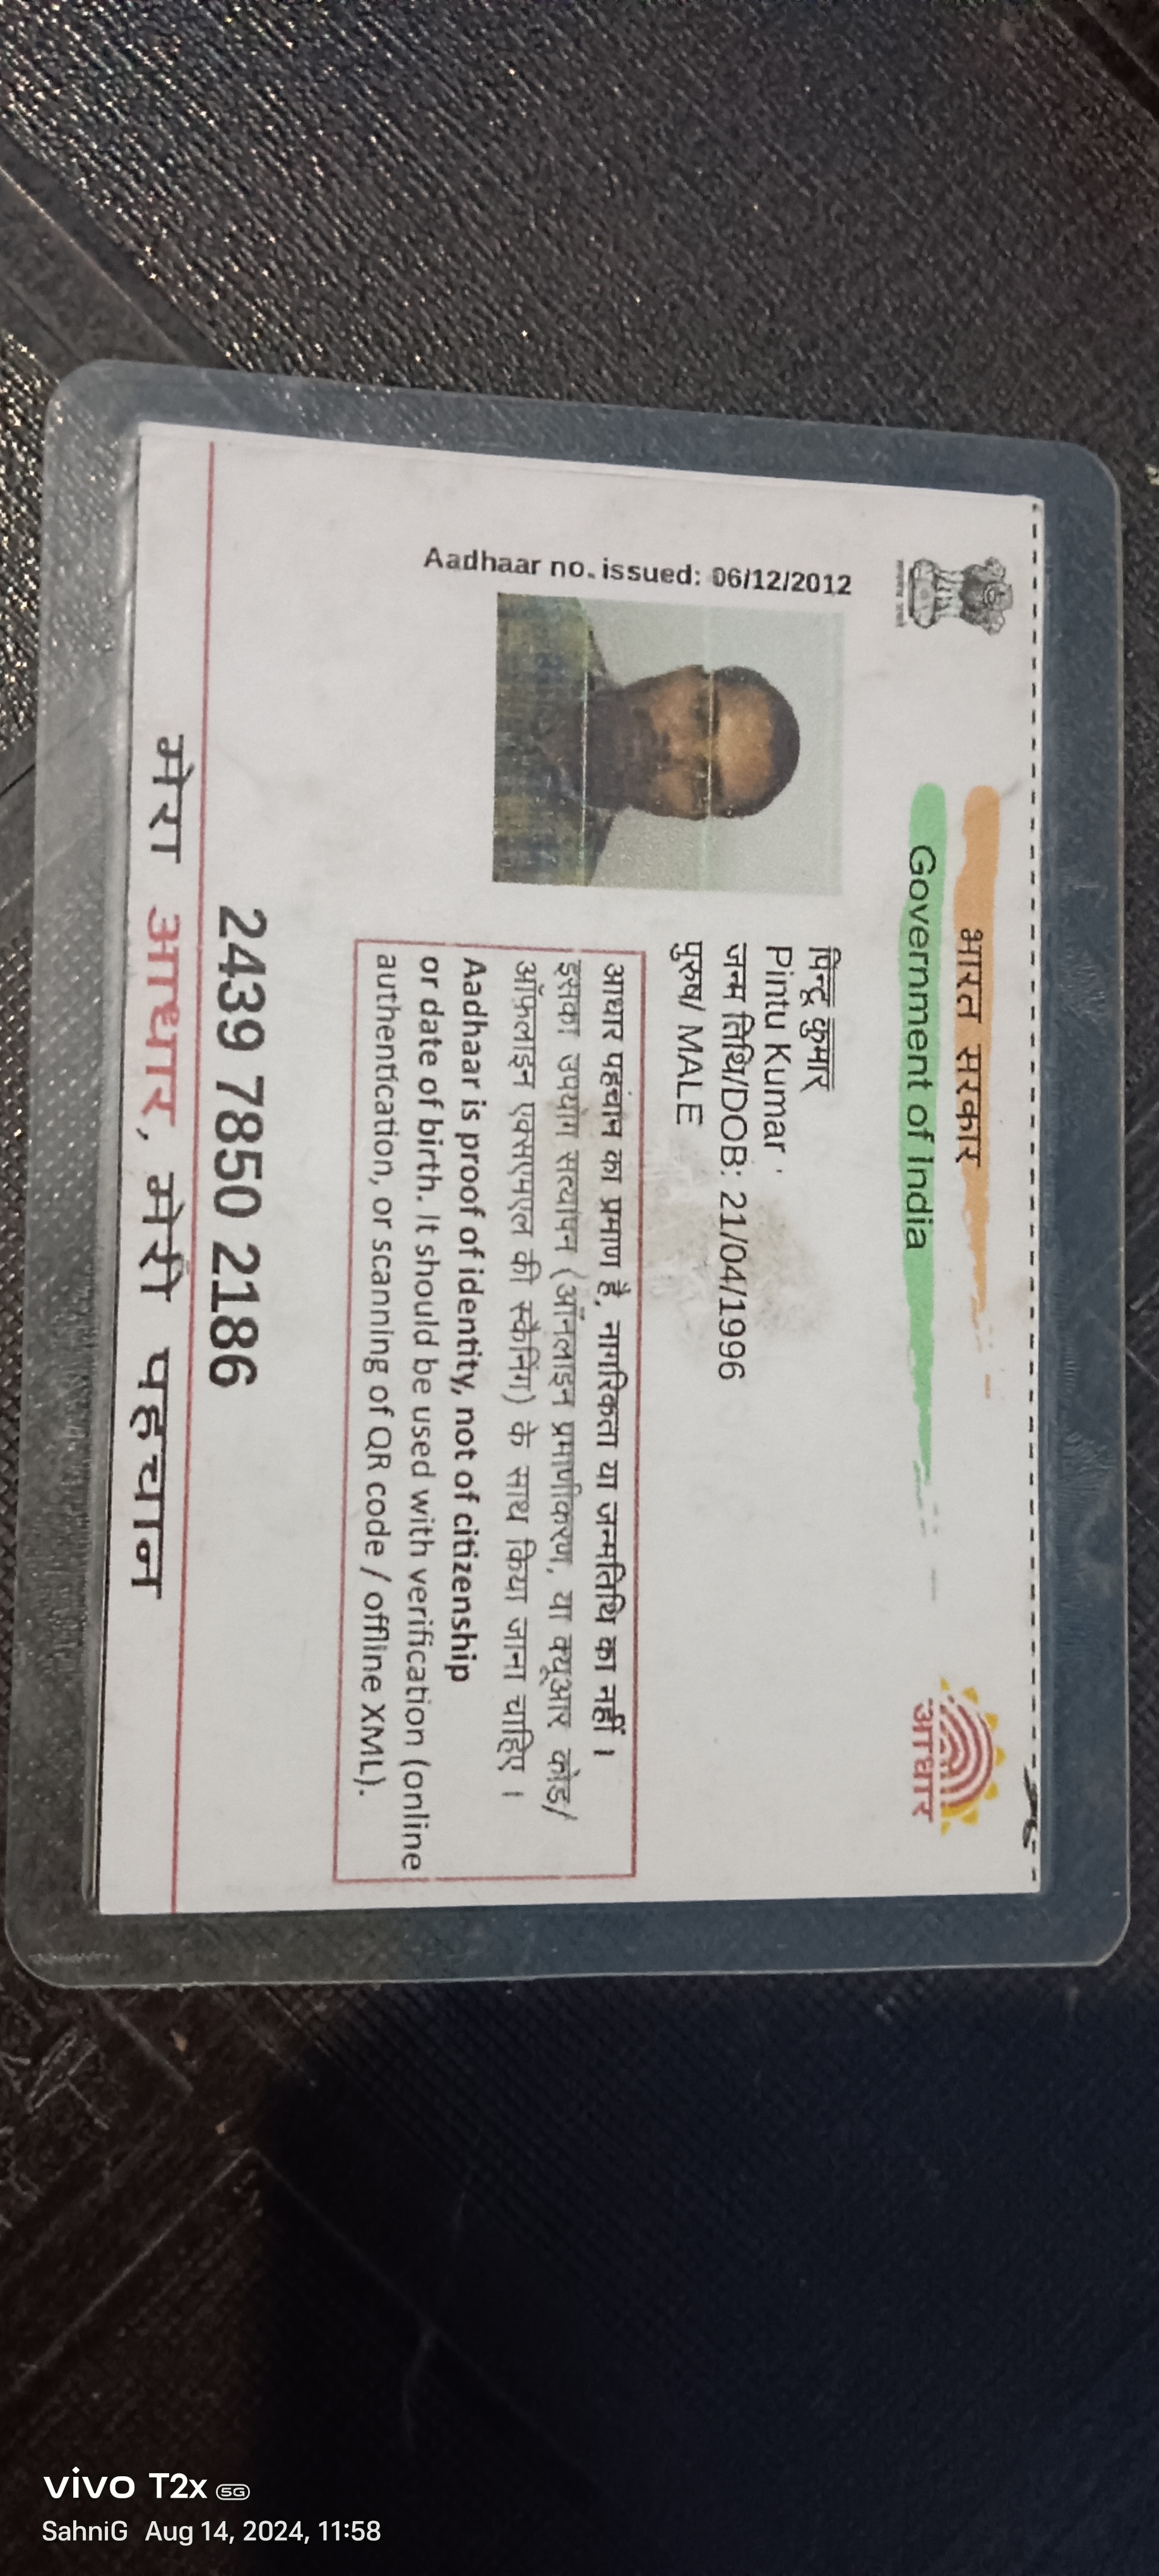 भारत सरकार
Government of India
आधार
Aadhaar no. issued: 06/12/2012
पिन्टू कुमार
Pintu Kumar
जन्म तिथि/DOB: 21/04/1996
पुरुष/ MALE
आधार पहचान का प्रमाण है, नागरिकता या जन्मतिथि का नहीं ।
इसका उपयोग सत्यापन (ऑनलाइन प्रमाणीकरण, या क्यूआर कोड/
ऑफ़लाइन एक्सएमएल की स्कैनिंग) के साथ किया जाना चाहिए ।
Aadhaar is proof of identity, not of citizenship
or date of birth. It should be used with verification (online
authentication, or scanning of QR code / offline XML).
2439 7850 2186
मेरा आधार, मेरी पहचान
vivo T2x 5G
SahniG Aug 14, 2024, 11:58